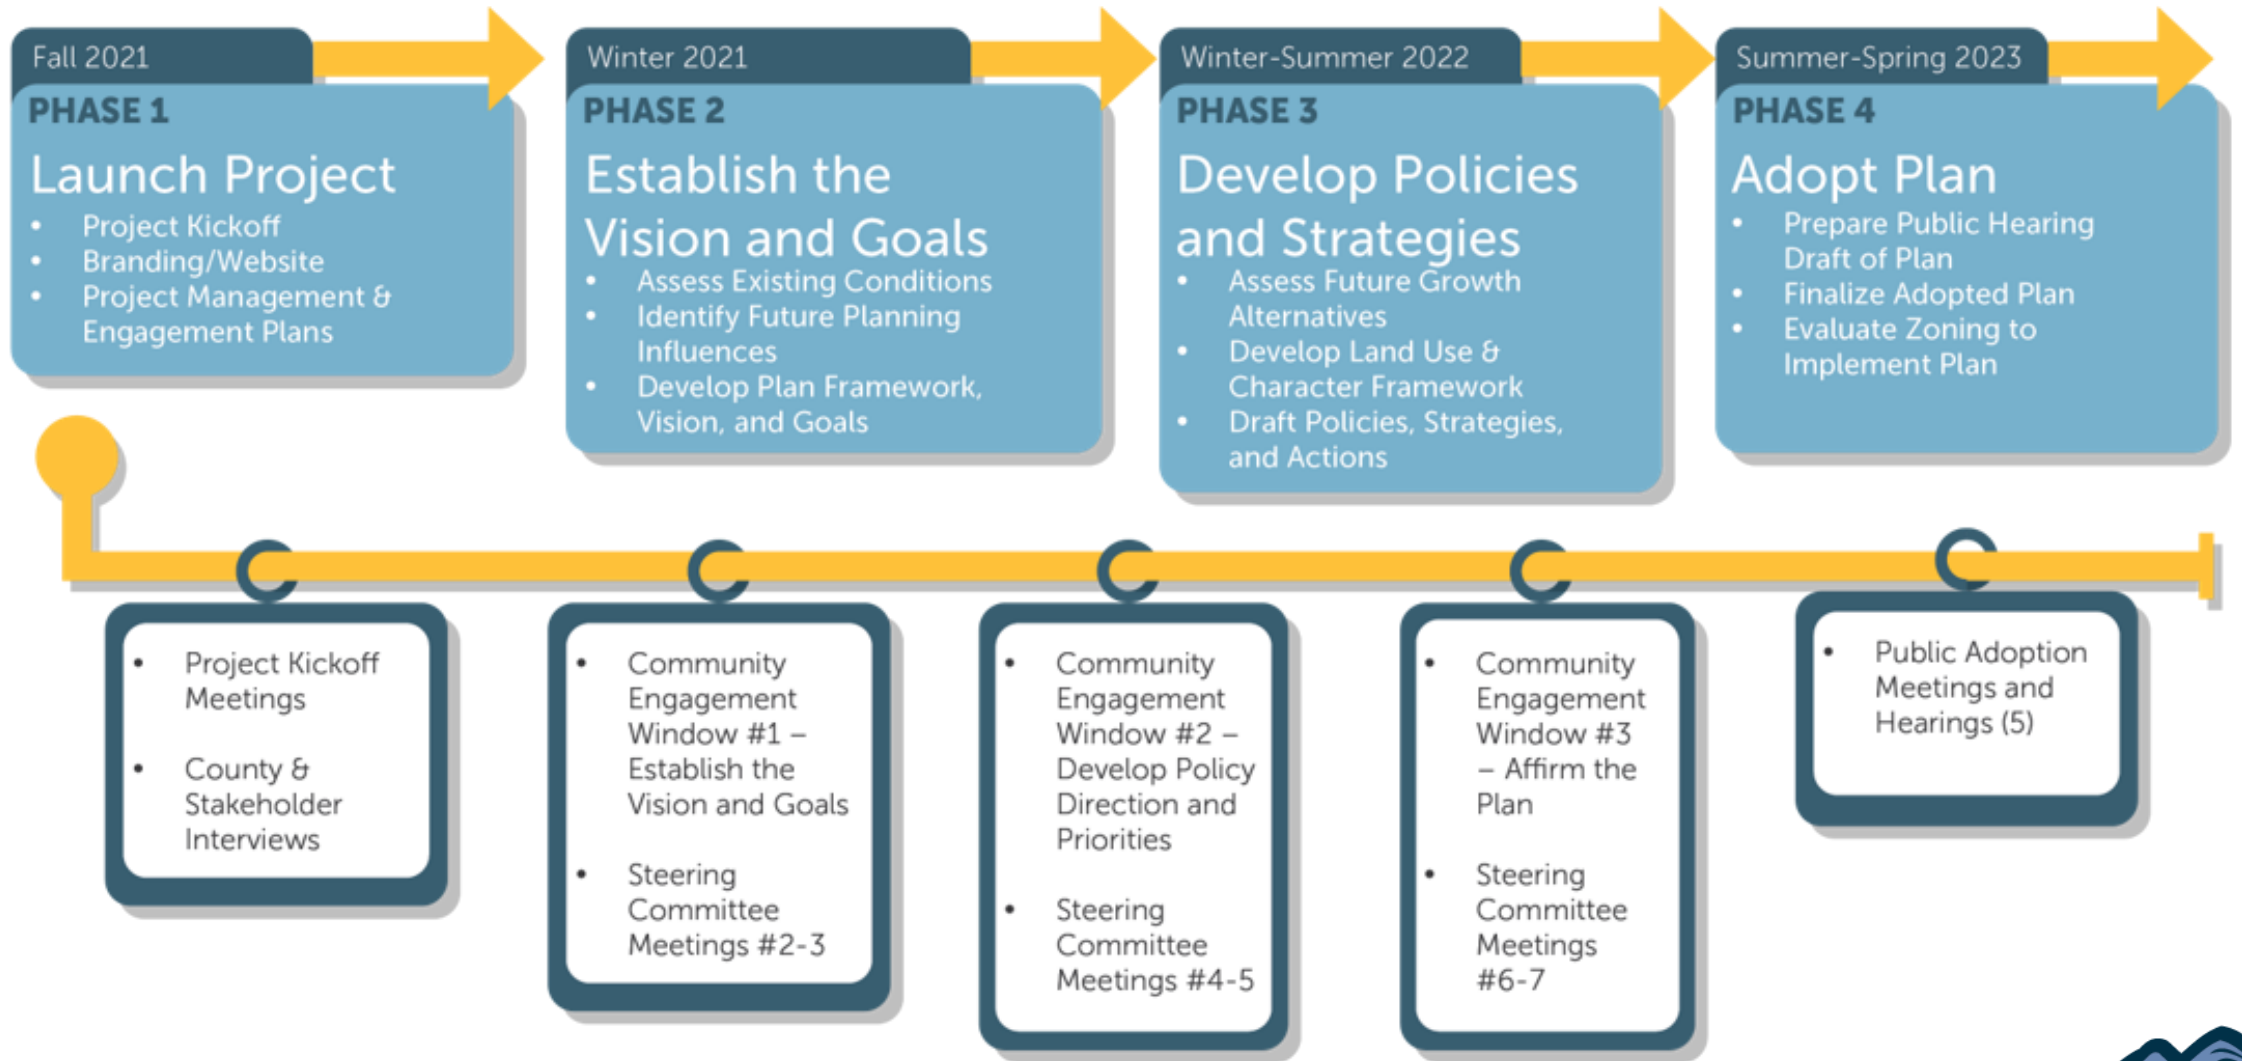 Fall 2021
PHASE 1
Launch Project
• Project Kickoff
• Branding/Website
• Project Management &
Engagement Plans
Winter 2021
PHASE 2
Establish the
Vision and Goals
• Assess Existing Conditions
• Identify Future Planning
Influences
• Develop Plan Framework,
Vision, and Goals
Winter-Summer 2022
PHASE 3
Develop Policies
and Strategies
• Assess Future Growth
Alternatives
• Develop Land Use &
Character Framework
• Draft Policies, Strategies,
and Actions
Summer-Spring 2023
PHASE 4
Adopt Plan
• Prepare Public Hearing
Draft of Plan
• Finalize Adopted Plan
• Evaluate Zoning to
Implement Plan
• Project Kickoff
Meetings
• County &
Stakeholder
Interviews
• Community
Engagement
Window #1 –
Establish the
Vision and Goals
• Steering
Committee
Meetings #2-3
• Community
Engagement
Window #2 –
Develop Policy
Direction and
Priorities
• Steering
Committee
Meetings #4-5
• Community
Engagement
Window #3
– Affirm the
Plan
• Steering
Committee
Meetings
#6-7
• Public Adoption
Meetings and
Hearings (5)